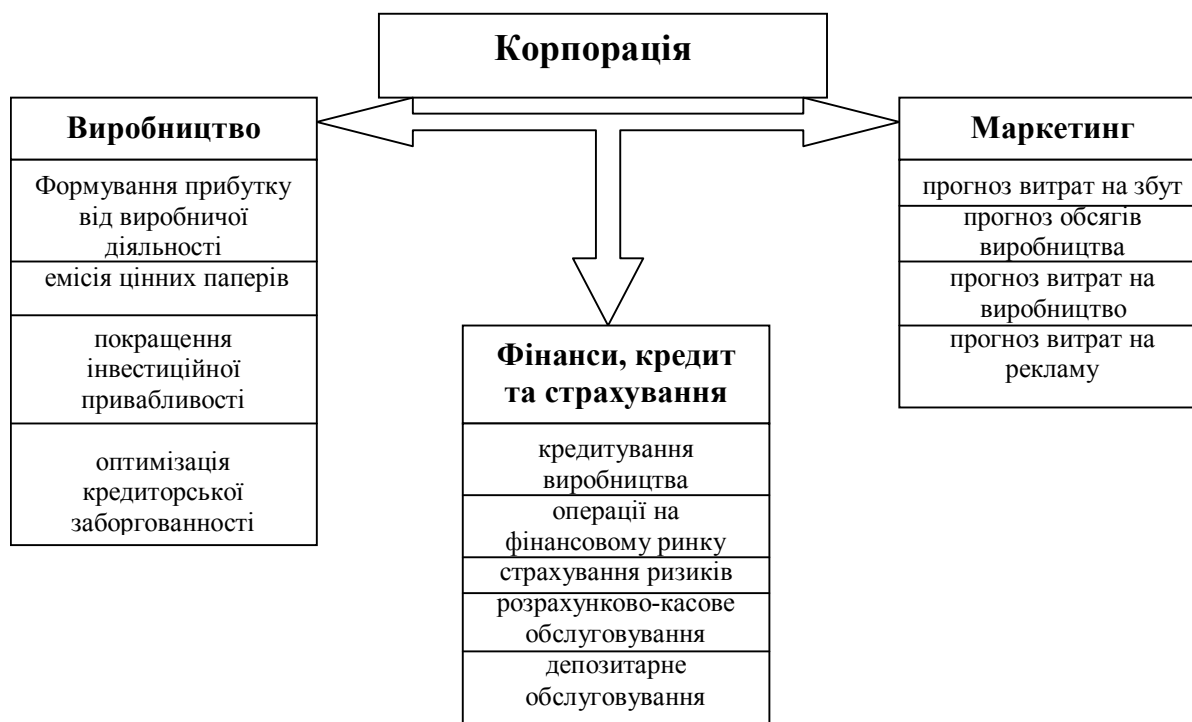 Корпорація
Виробництво
Формування прибутку
від виробничої
діяльності
емісія цінних паперів
покращення
інвестиційної
привабливості
оптимізація
кредиторської
заборгованності
Фінанси, кредит
та страхування
кредитування
виробництва
операції на
фінансовому ринку
страхування ризиків
розрахунково-касове
обслуговування
депозитарне
обслуговування
Маркетинг
прогноз витрат на збут
прогноз обсягів
виробництва
прогноз витрат на
виробництво
прогноз витрат на
рекламу